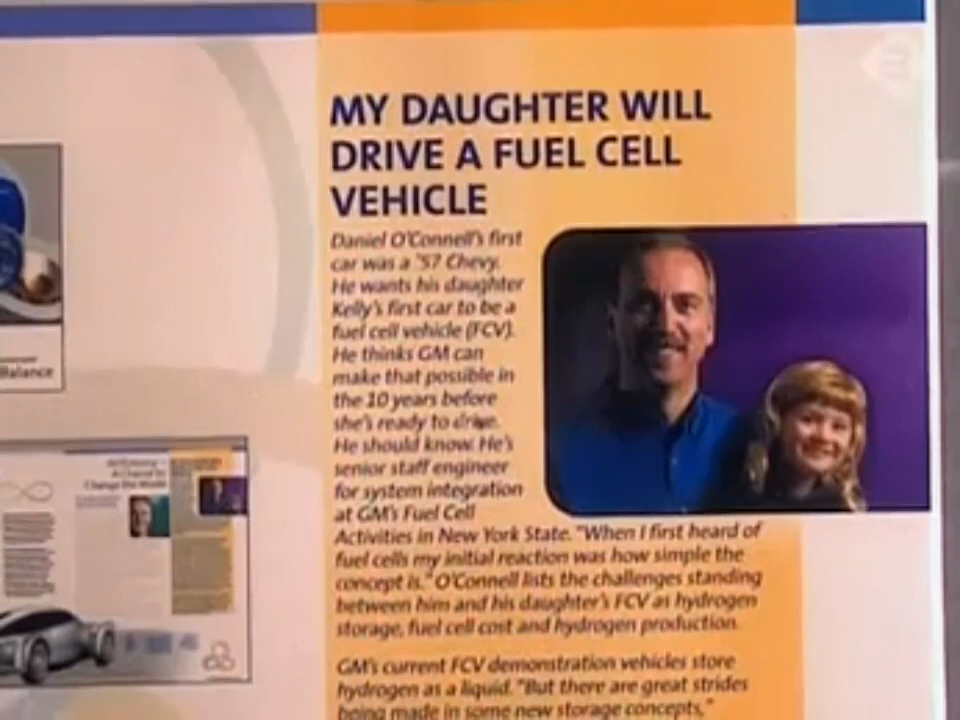 MY DAUGHTER WILL
DRIVE A FUEL CELL
VEHICLE
Daniel O'Connell's first
car was a '57 Chevy.
He wants his daughter
Kelly's first car to be a
fuel cell vehicle (FCV).
He thinks GM can
make that possible in
the 10 years before
she's ready to drive.
He should know. He's
senior staff engineer
for system integration
at GM's Fuel Cell
Activities in New York State. "When I first heard of
fuel cells my initial reaction was how simple the
concept is." O'Connell lists the challenges standing
between him and his daughter's FCV as hydrogen
storage, fuel cell cost and hydrogen production.
GM's current FCV demonstration vehicles store
hydrogen as a liquid. "But there are great strides
being made in some new storage concepts,"
Balance
Change the World